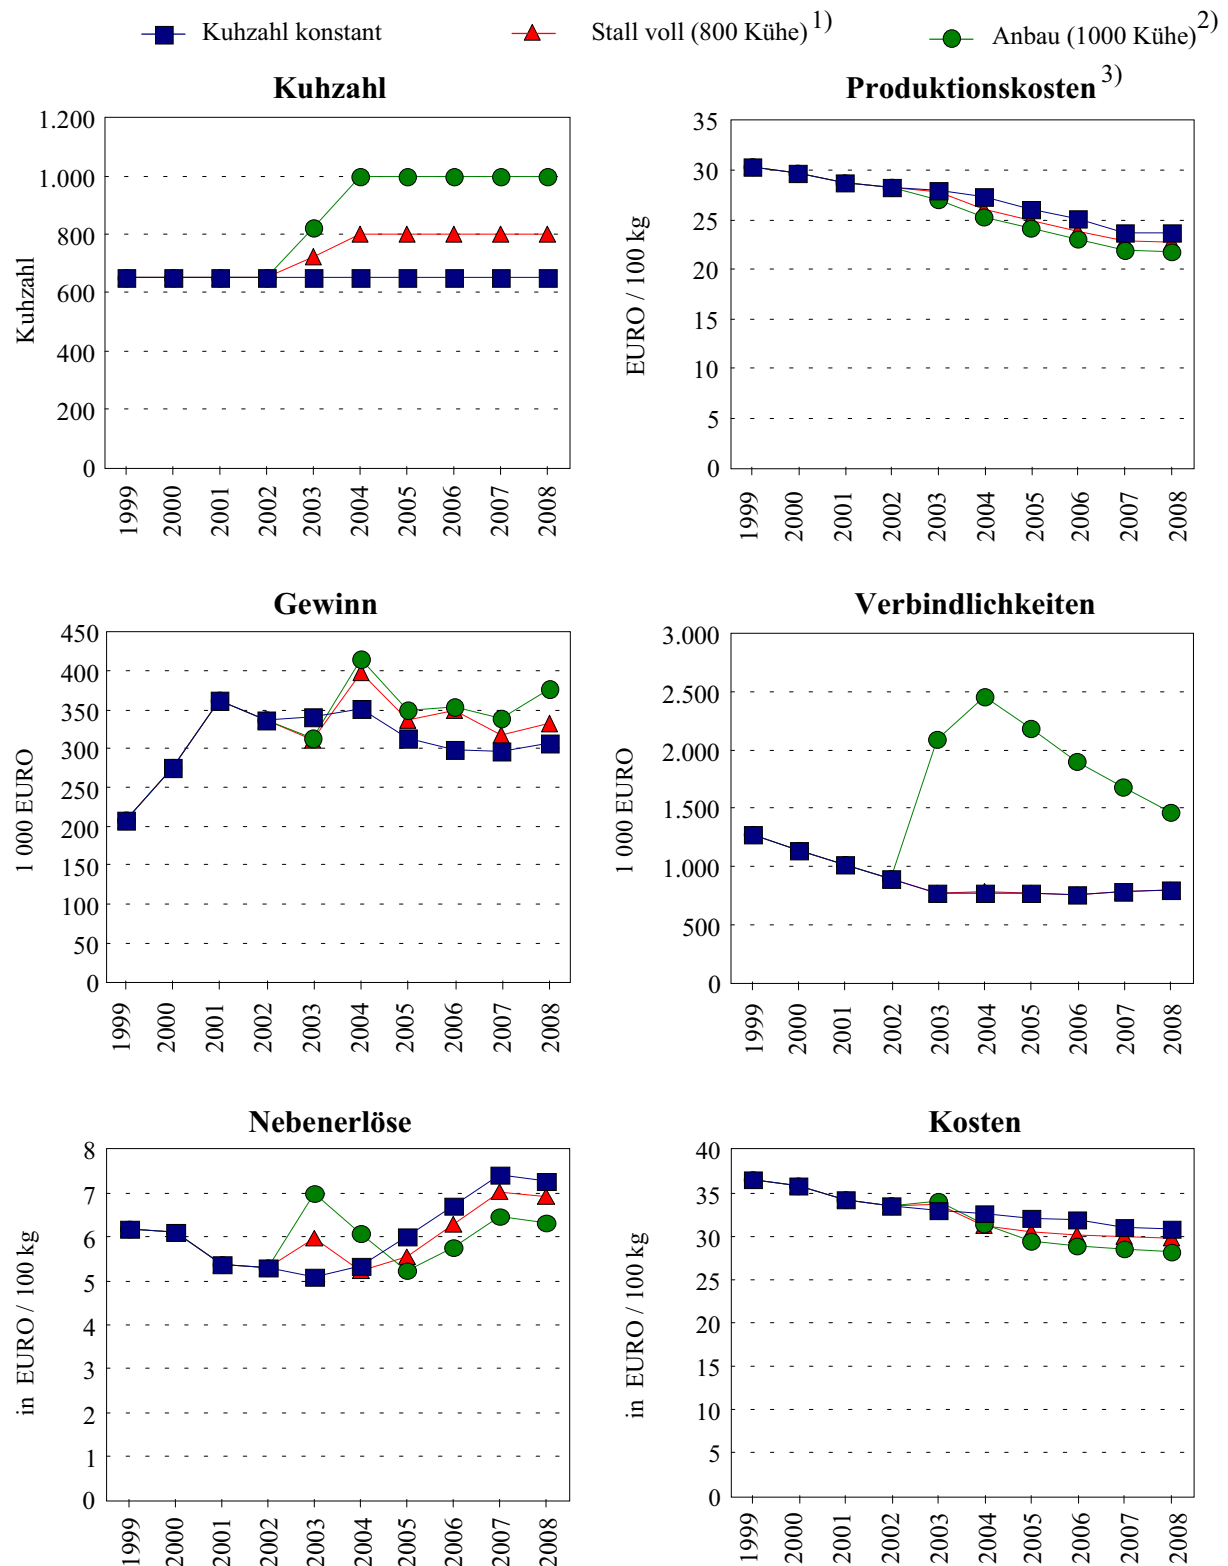 Kuhzahl konstant
Stall voll (800 Kühe) 1)
Anbau (1000 Kühe) 2)
Kuhzahl
Kuhzahl
1.200
1.000
800
600
400
200
0
1999 2000 2001 2002 2003 2004 2005 2006 2007 2008
Produktionskosten 3)
EURO / 100 kg
35
30
25
20
15
10
5
0
1999 2000 2001 2002 2003 2004 2005 2006 2007 2008
Gewinn
1 000 EURO
450
400
350
300
250
200
150
100
50
0
1999 2000 2001 2002 2003 2004 2005 2006 2007 2008
Verbindlichkeiten
1 000 EURO
3.000
2.500
2.000
1.500
1.000
500
0
1999 2000 2001 2002 2003 2004 2005 2006 2007 2008
Nebenerlöse
in EURO / 100 kg
8
7
6
5
4
3
2
1
0
1999 2000 2001 2002 2003 2004 2005 2006 2007 2008
Kosten
in EURO / 100 kg
40
35
30
25
20
15
10
5
0
1999 2000 2001 2002 2003 2004 2005 2006 2007 2008